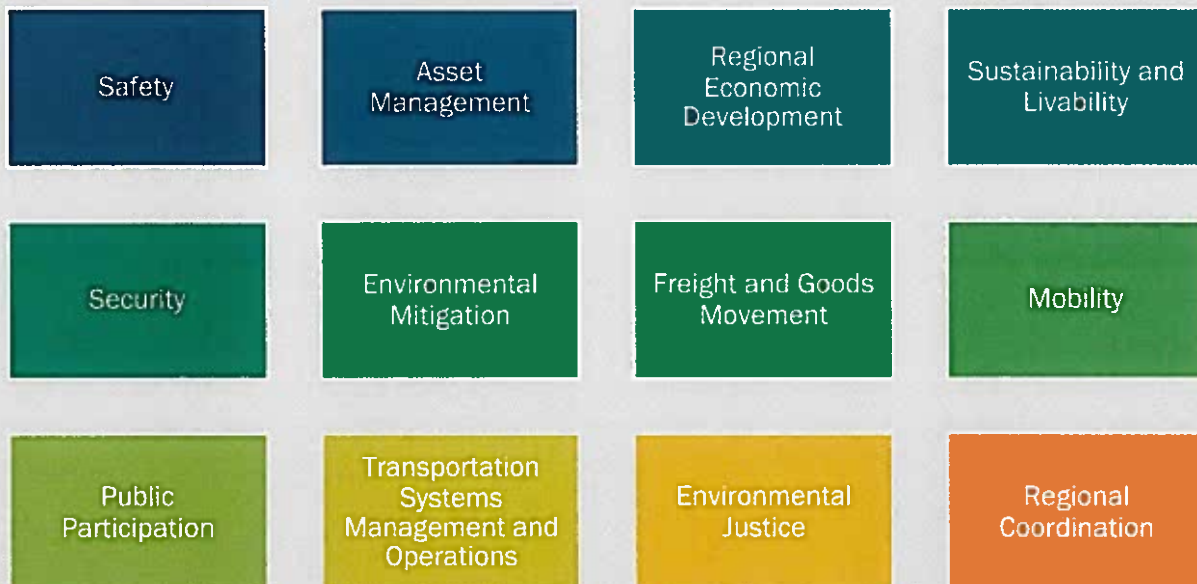 Safety
Asset
Management
Regional
Economic
Development
Sustainability and
Livability
Security
Environmental
Mitigation
Freight and Goods
Movement
Mobility
Public
Participation
Transportation
Systems
Management and
Operations
Environmental
Justice
Regional
Coordination